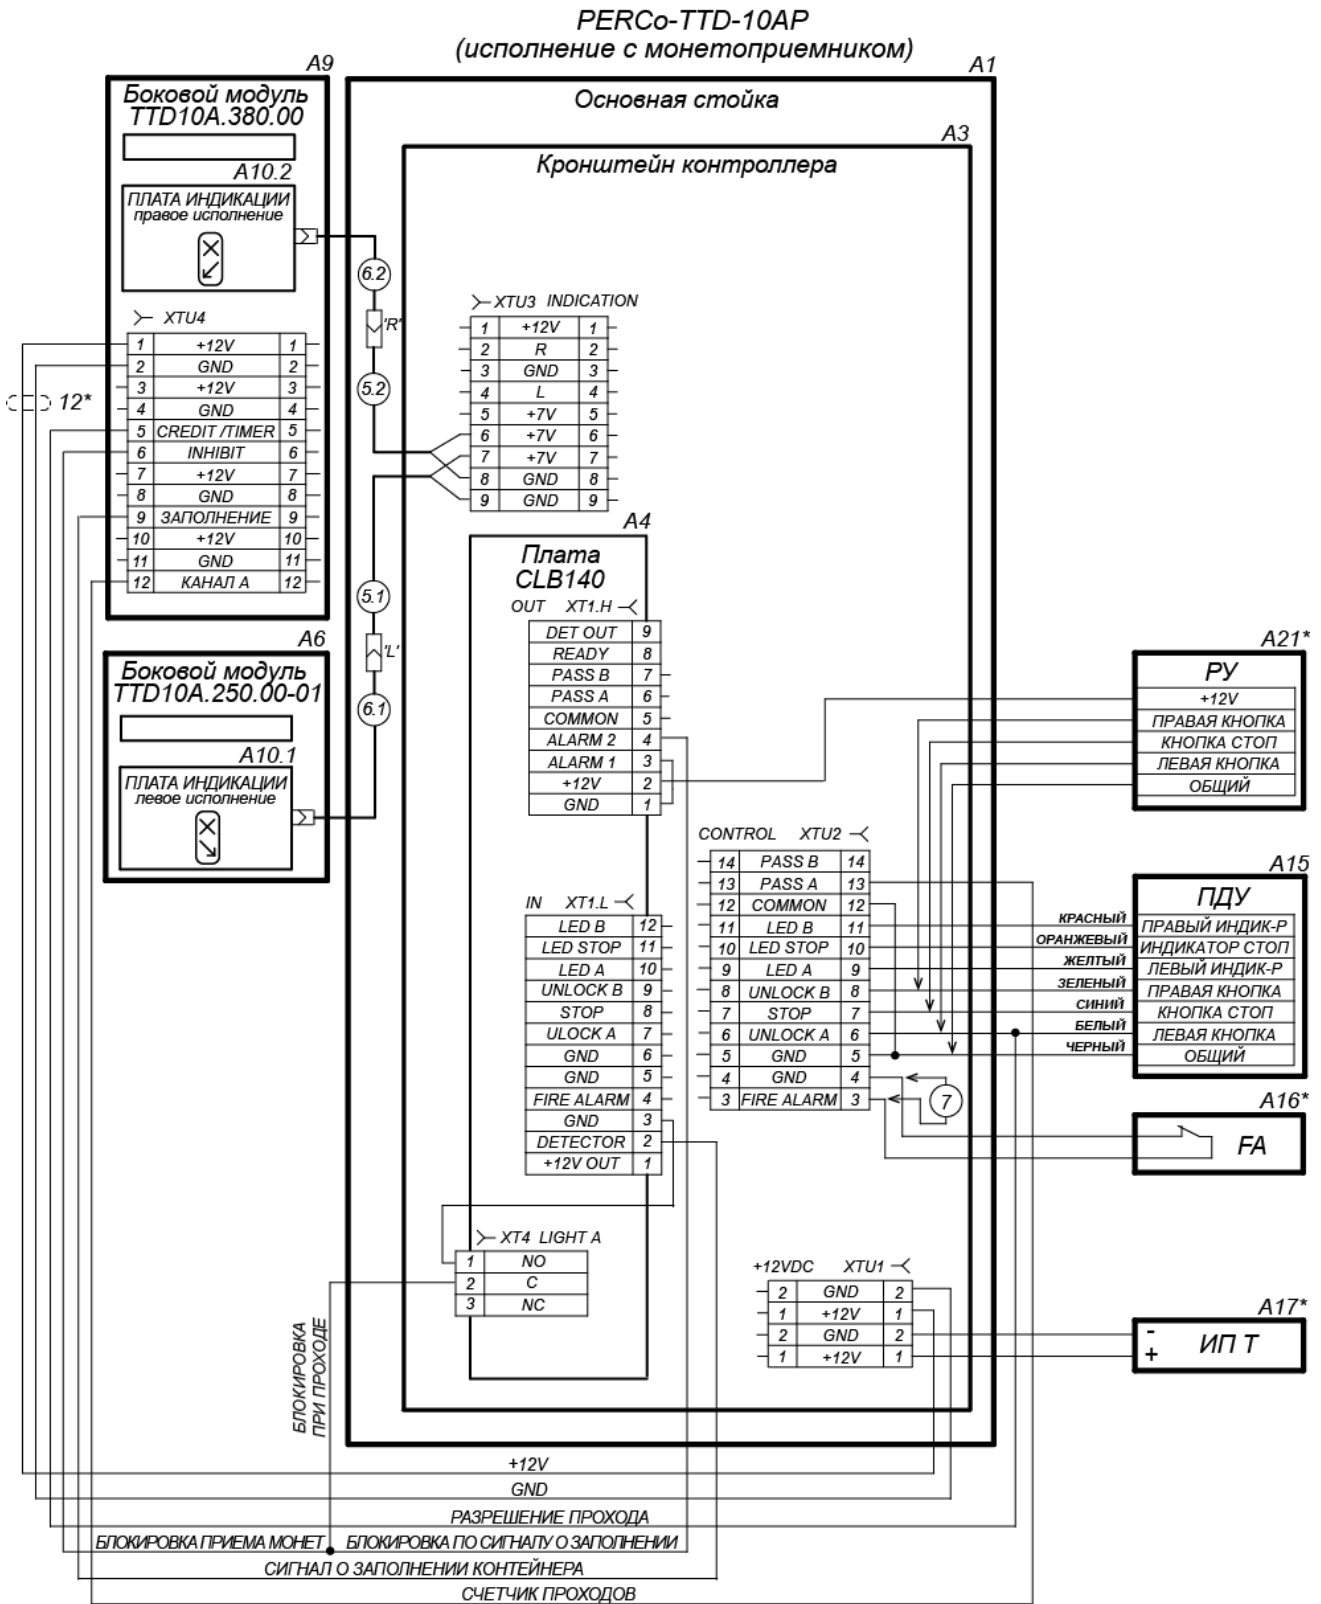 PERCo-TTD-10AP
(исполнение с монетоприемником)
A9
Боковой модуль
TTD10A.380.00
A10.2
ПЛАТА ИНДИКАЦИИ
правое исполнение
XTU4
1 +12V 1
2 GND 2
3 +12V 3
4 GND 4
5 CREDIT /TIMER 5
6 INHIBIT 6
7 +12V 7
8 GND 8
9 ЗАПОЛНЕНИЕ 9
10 +12V 10
11 GND 11
12 КАНАЛ А 12
12*
A6
Боковой модуль
TTD10A.250.00-01
A10.1
ПЛАТА ИНДИКАЦИИ
левое исполнение
A1
Основная стойка
A3
Кронштейн контроллера
6.2
'R'
5.2
5.1
'L'
6.1
XTU3 INDICATION
1 +12V 1
2 R 2
3 GND 3
4 L 4
5 +7V 5
6 +7V 6
7 +7V 7
8 GND 8
9 GND 9
A4
Плата
CLB140
OUT XT1.H
DET OUT 9
READY 8
PASS B 7
PASS A 6
COMMON 5
ALARM 2 4
ALARM 1 3
+12V 2
GND 1
IN XT1.L
LED B 12
LED STOP 11
LED A 10
UNLOCK B 9
STOP 8
ULOCK A 7
GND 6
GND 5
FIRE ALARM 4
GND 3
DETECTOR 2
+12V OUT 1
XT4 LIGHT A
1 NO
2 C
3 NC
CONTROL XTU2
14 PASS B 14
13 PASS A 13
12 COMMON 12
11 LED B 11
10 LED STOP 10
9 LED A 9
8 UNLOCK B 8
7 STOP 7
6 UNLOCK A 6
5 GND 5
4 GND 4
3 FIRE ALARM 3
7
+12VDC XTU1
2 GND 2
1 +12V 1
2 GND 2
1 +12V 1
A21*
РУ
+12V
ПРАВАЯ КНОПКА
КНОПКА СТОП
ЛЕВАЯ КНОПКА
ОБЩИЙ
A15
ПДУ
КРАСНЫЙ ПРАВЫЙ ИНДИК-Р
ОРАНЖЕВЫЙ ИНДИКАТОР СТОП
ЖЕЛТЫЙ ЛЕВЫЙ ИНДИК-Р
ЗЕЛЕНЫЙ ПРАВАЯ КНОПКА
СИНИЙ КНОПКА СТОП
БЕЛЫЙ ЛЕВАЯ КНОПКА
ЧЕРНЫЙ ОБЩИЙ
A16*
FA
A17*
- ИП Т
+
БЛОКИРОВКА
ПРИ ПРОХОДЕ
+12V
GND
РАЗРЕШЕНИЕ ПРОХОДА
БЛОКИРОВКА ПРИЕМА МОНЕТ БЛОКИРОВКА ПО СИГНАЛУ О ЗАПОЛНЕНИИ
СИГНАЛ О ЗАПОЛНЕНИИ КОНТЕЙНЕРА
СЧЕТЧИК ПРОХОДОВ